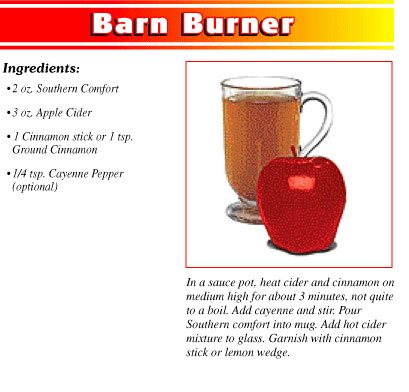 Barn Burner
Ingredients:
•2 oz. Southern Comfort
•3 oz. Apple Cider
• 1 Cinnamon stick or 1 tsp.
Ground Cinnamon
•1/4 tsp. Cayenne Pepper
(optional)
In a sauce pot, heat cider and cinnamon on
medium high for about 3 minutes, not quite
to a boil. Add cayenne and stir. Pour
Southern comfort into mug. Add hot cider
mixture to glass. Garnish with cinnamon
stick or lemon wedge.